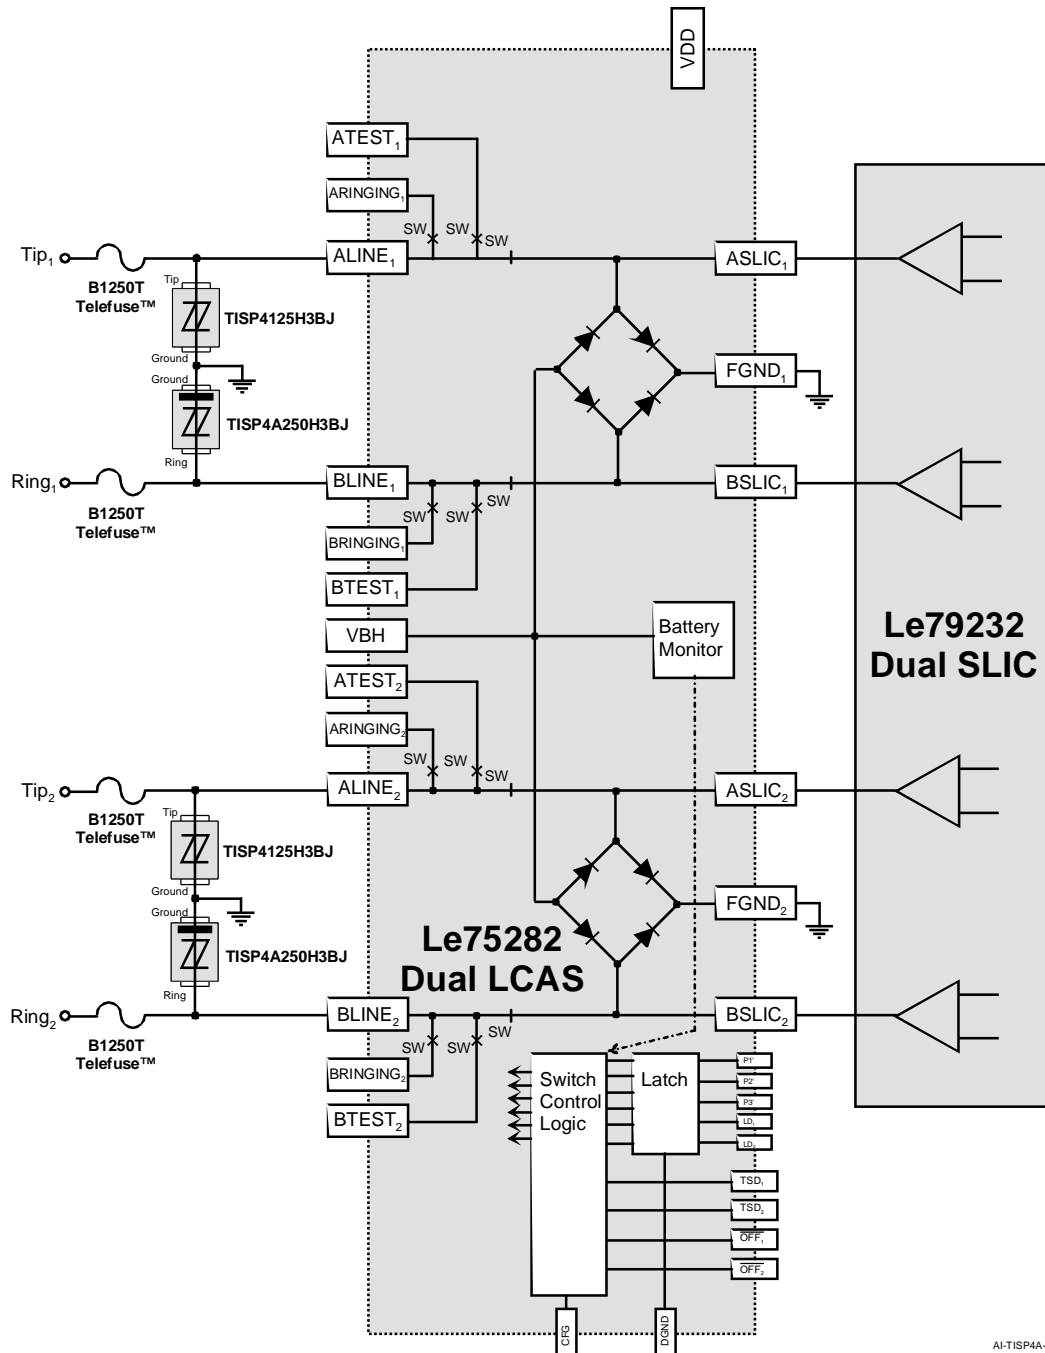 VDD
ATEST1
ARINGING1
SW
SW
SW
Tip1
ALINE1
ASLIC1
B1250T
Telefuse™
Tip
TISP4125H3BJ
Ground
Ground
FGND1
TISP4A250H3BJ
Ring
Ring1
BLINE1
BSLIC1
SW
SW
SW
B1250T
Telefuse™
BRINGING1
BTEST1
VBH
Battery
Monitor
Le79232
Dual SLIC
ATEST2
ARINGING2
SW
SW
SW
Tip2
ALINE2
ASLIC2
B1250T
Telefuse™
Tip
TISP4125H3BJ
Ground
Ground
FGND2
TISP4A250H3BJ
Ring
Le75282
Dual LCAS
Ring2
BLINE2
BSLIC2
SW
SW
SW
B1250T
Telefuse™
BRINGING2
BTEST2
Switch
Control
Logic
Latch
P1'
P2'
P3'
LD1
LD2
TSD1
TSD2
OFF1
OFF2
CFG
DGND
AI-TISP4A-